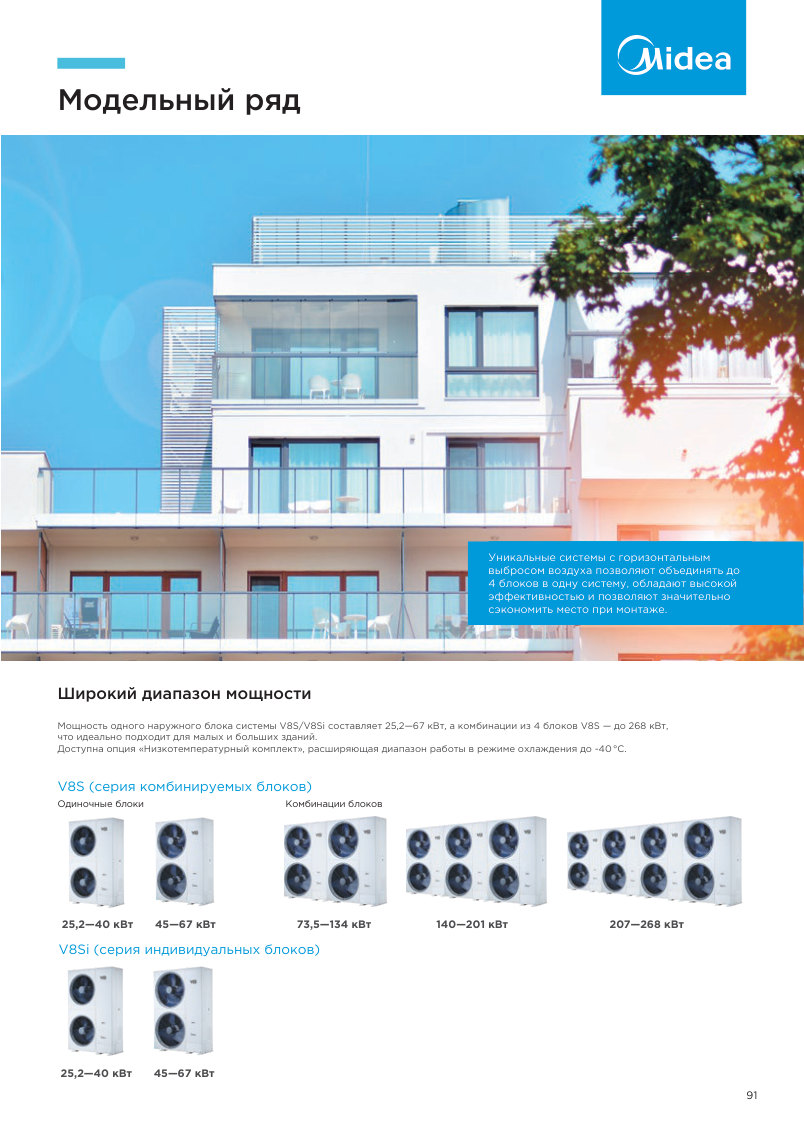 Midea
Модельный ряд
Уникальные системы с горизонтальным
выбросом воздуха позволяют объединять до
4 блоков в одну систему, обладают высокой
эффективностью и позволяют значительно
сэкономить место при монтаже.
Широкий диапазон мощности
Мощность одного наружного блока системы V8S/V8Si составляет 25,2—67 кВт, а комбинации из 4 блоков V8S — до 268 кВт,
что идеально подходит для малых и больших зданий.
Доступна опция «Низкотемпературный комплект», расширяющая диапазон работы в режиме охлаждения до -40 °C.
V8S (серия комбинируемых блоков)
Одиночные блоки
Комбинации блоков
25,2—40 кВт
45—67 кВт
73,5—134 кВт
140—201 кВт
207—268 кВт
V8Si (серия индивидуальных блоков)
25,2—40 кВт
45—67 кВт
91